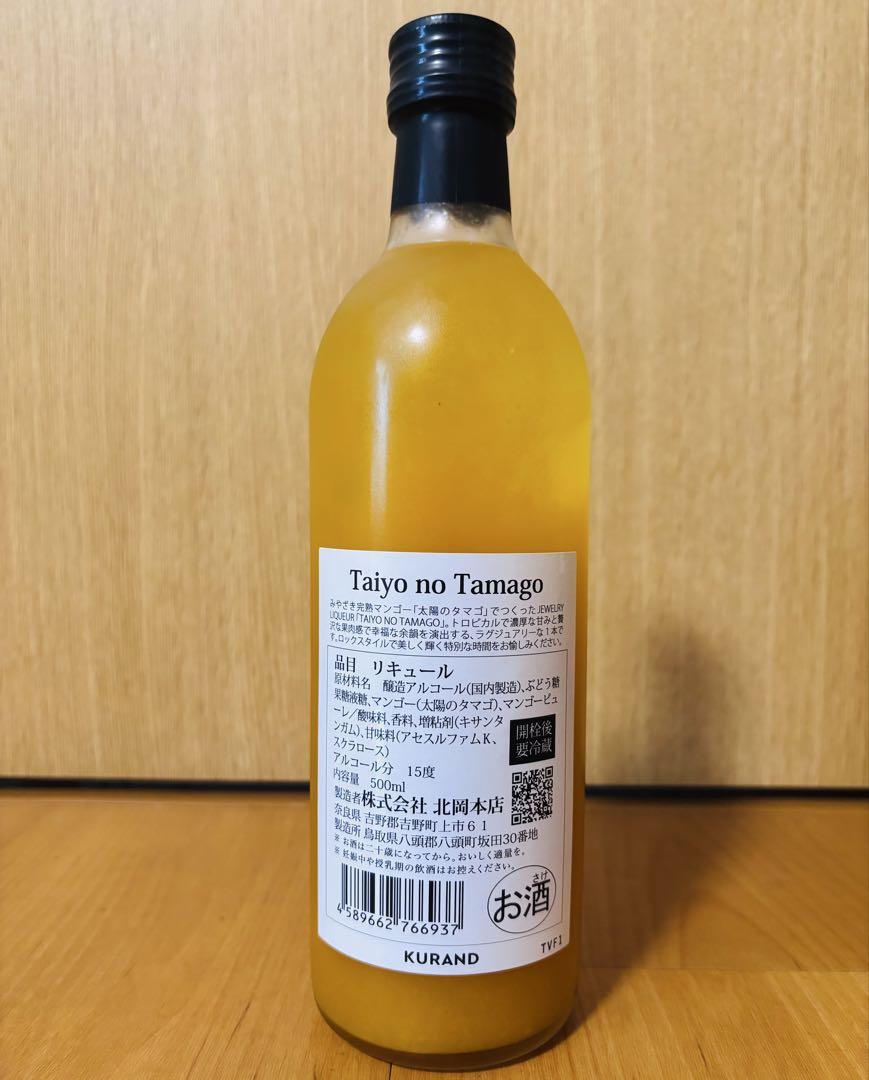 Taiyo no Tamago
みやざき完熟マンゴー「太陽のタマゴ」でつくったJEWELRY
LIQUEUR「TAIYO NO TAMAGO」。トロピカルで濃厚な甘みと贅
沢な果肉感で幸福な余韻を演出する、ラグジュアリーな1本で
す。ロックスタイルで美しく輝く特別な時間をお愉しみください。
品目 リキュール
原材料名 醸造アルコール(国内製造)、ぶどう糖
果糖液糖、マンゴー(太陽のタマゴ)、マンゴーピュ
ーレ/酸味料、香料、増粘剤(キサンタ
ンガム)、甘味料(アセスルファムK、
スクラロース)
アルコール分 15度
内容量 500ml
開栓後
要冷蔵
製造者 株式会社 北岡本店
奈良県 吉野郡吉野町上市61
製造所 鳥取県八頭郡八頭町坂田30番地
※お酒は二十歳になってから。おいしく適量を。
※妊娠中や授乳期の飲酒はお控えください。
さけ
お酒
4 589662 766937
KURAND
TVF1